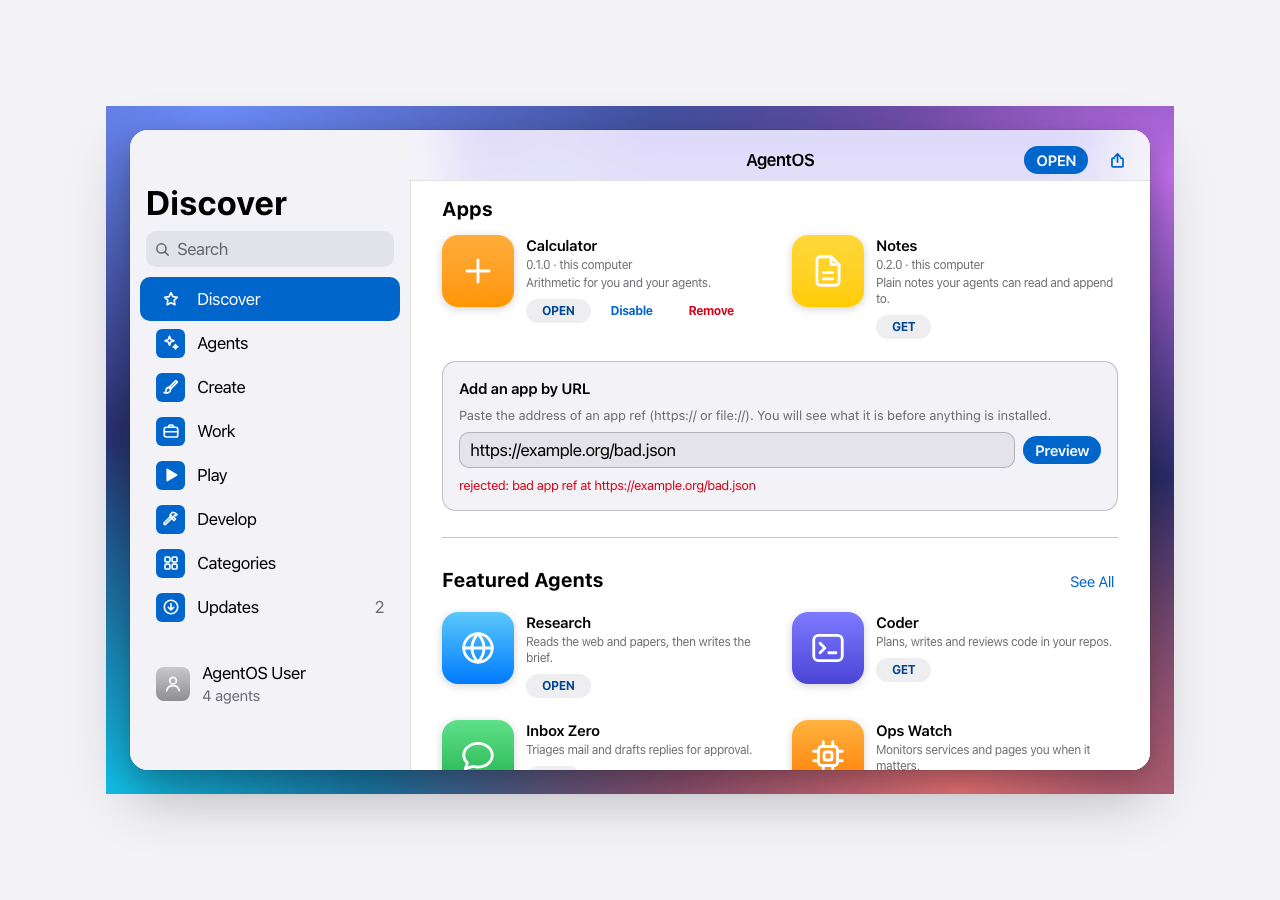 AgentOS
OPEN
Discover
Search
Discover
Agents
Create
Work
Play
Develop
Categories
Updates
2
AgentOS User
4 agents
Apps
Calculator
0.1.0 · this computer
Arithmetic for you and your agents.
OPEN
Disable
Remove
Notes
0.2.0 · this computer
Plain notes your agents can read and append
to.
GET
Add an app by URL
Paste the address of an app ref (https:// or file://). You will see what it is before anything is installed.
https://example.org/bad.json
Preview
rejected: bad app ref at https://example.org/bad.json
Featured Agents
See All
Research
Reads the web and papers, then writes the
brief.
OPEN
Coder
Plans, writes and reviews code in your repos.
GET
Inbox Zero
Triages mail and drafts replies for approval.
Ops Watch
Monitors services and pages you when it
matters.